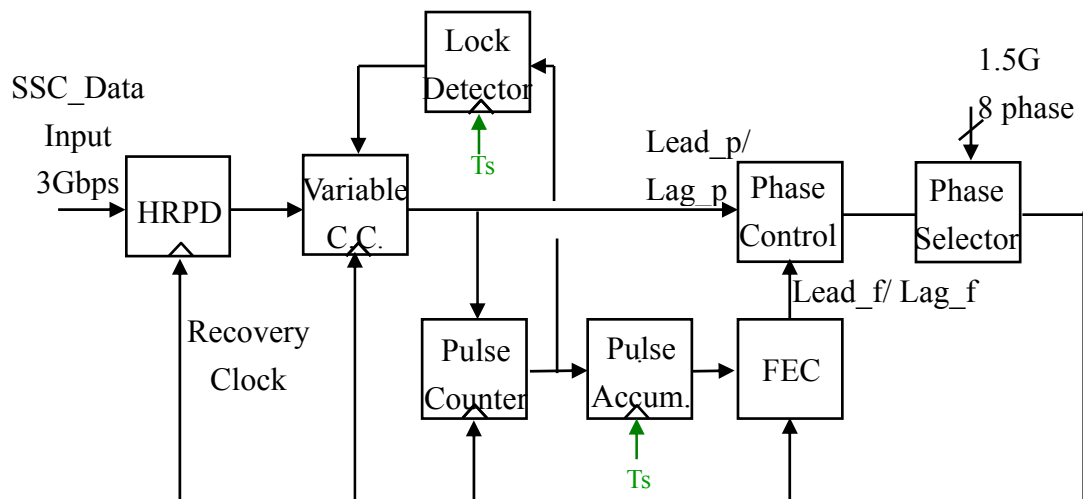 Lock
Detector
Ts
SSC_Data
Input
3Gbps
HRPD
Variable
C.C.
Lead_p/
Lag_p
Phase
Control
1.5G
8 phase
Phase
Selector
Lead_f/ Lag_f
Recovery
Clock
Pulse
Counter
Pulse
Accum.
Ts
FEC